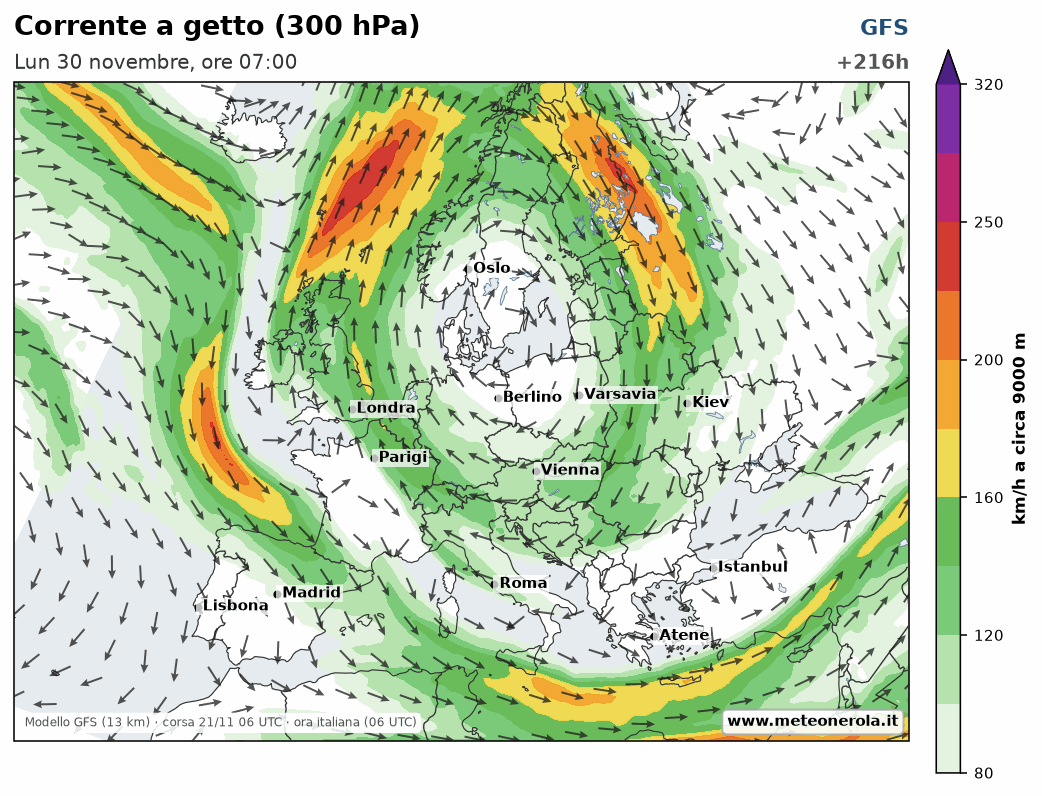 Corrente a getto (300 hPa)
GFS
Lun 30 novembre, ore 07:00
+216h
320
250
200
160
120
80
km/h a circa 9000 m
Oslo
Berlino
Varsavia
Kiev
Londra
Parigi
Vienna
Istanbul
Roma
Madrid
Lisbona
Atene
Modello GFS (13 km) · corsa 21/11 06 UTC · ora italiana (06 UTC)
www.meteonerola.it